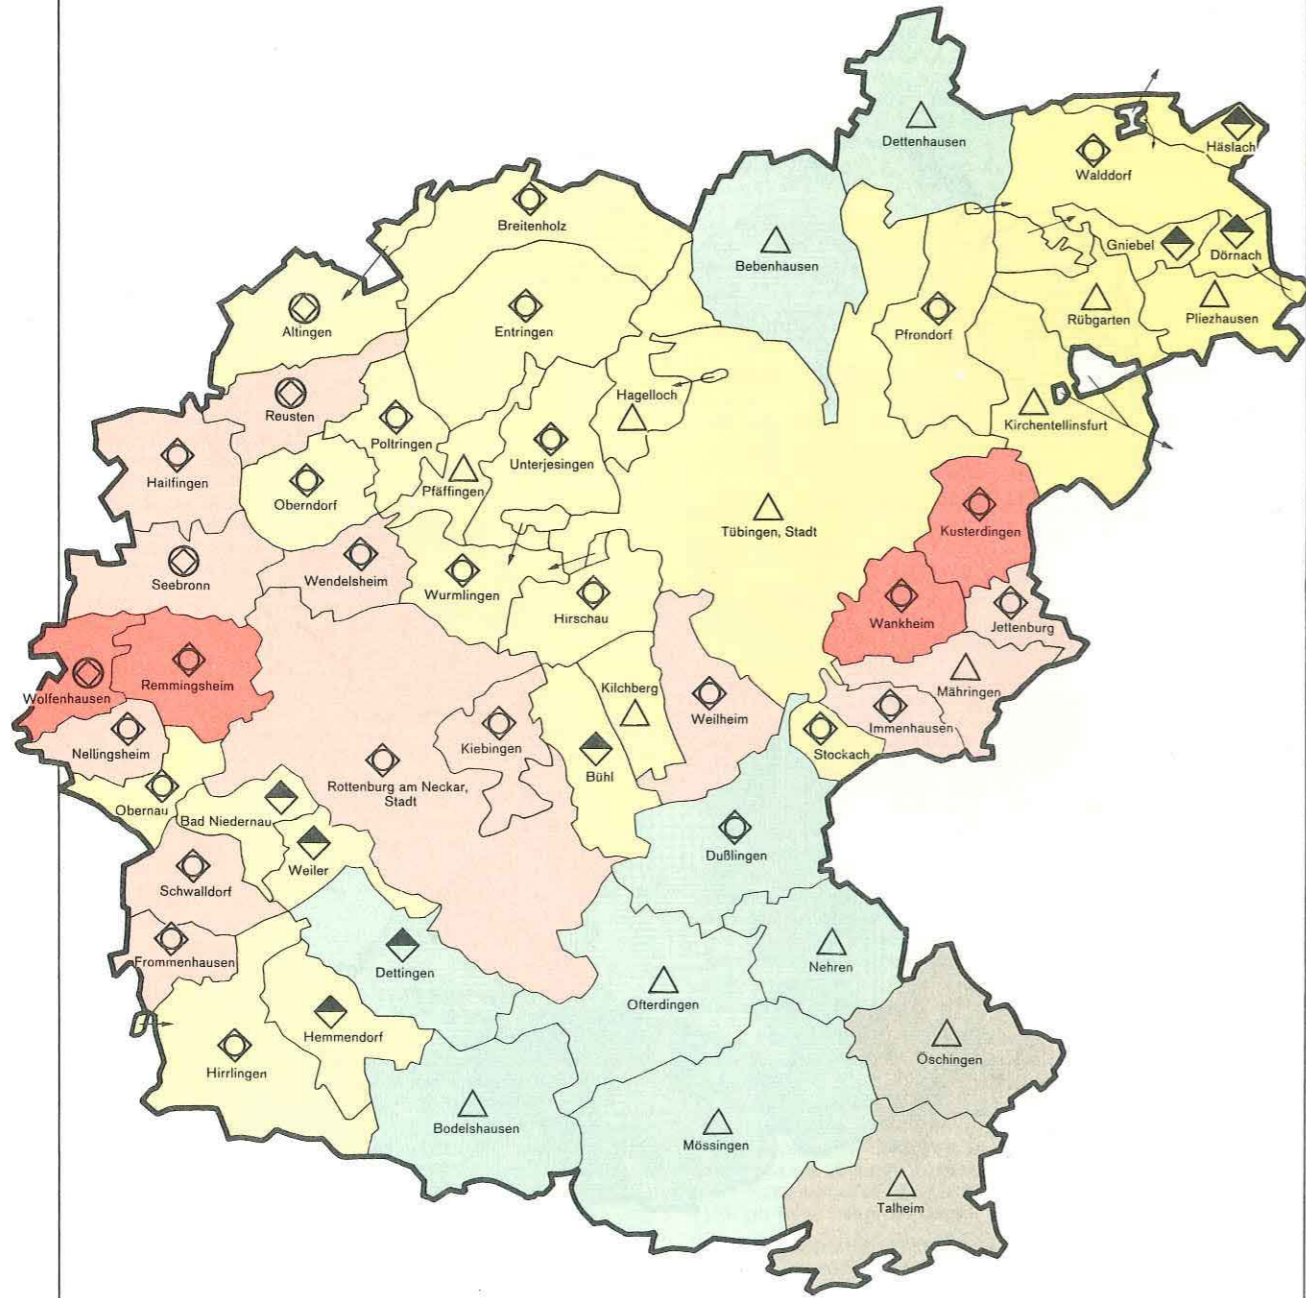 Dettenhausen
Häslach
Walddorf
Breitenholz
Gniebel
Dörnach
Bebenhausen
Altingen
Entringen
Pfrondorf
Rübgarten
Pliezhausen
Hagelloch
Reusten
Kirchentellinsfurt
Poltringen
Unterjesingen
Hailfingen
Pfäffingen
Oberndorf
Tübingen, Stadt
Kusterdingen
Seebronn
Wendelsheim
Wurmlingen
Hirschau
Wankheim
Jettenburg
Remmingsheim
Kilchberg
Mähringen
Wolfenhausen
Weilheim
Immenhausen
Nellingsheim
Kiebingen
Stockach
Bühl
Rottenburg am Neckar,
Stadt
Obernau
Bad Niedernau
Dußlingen
Weiler
Schwalldorf
Frommenhausen
Dettingen
Nehren
Ofterdingen
Hemmendorf
Öschingen
Hirrlingen
Bodelshausen
Mössingen
Talheim